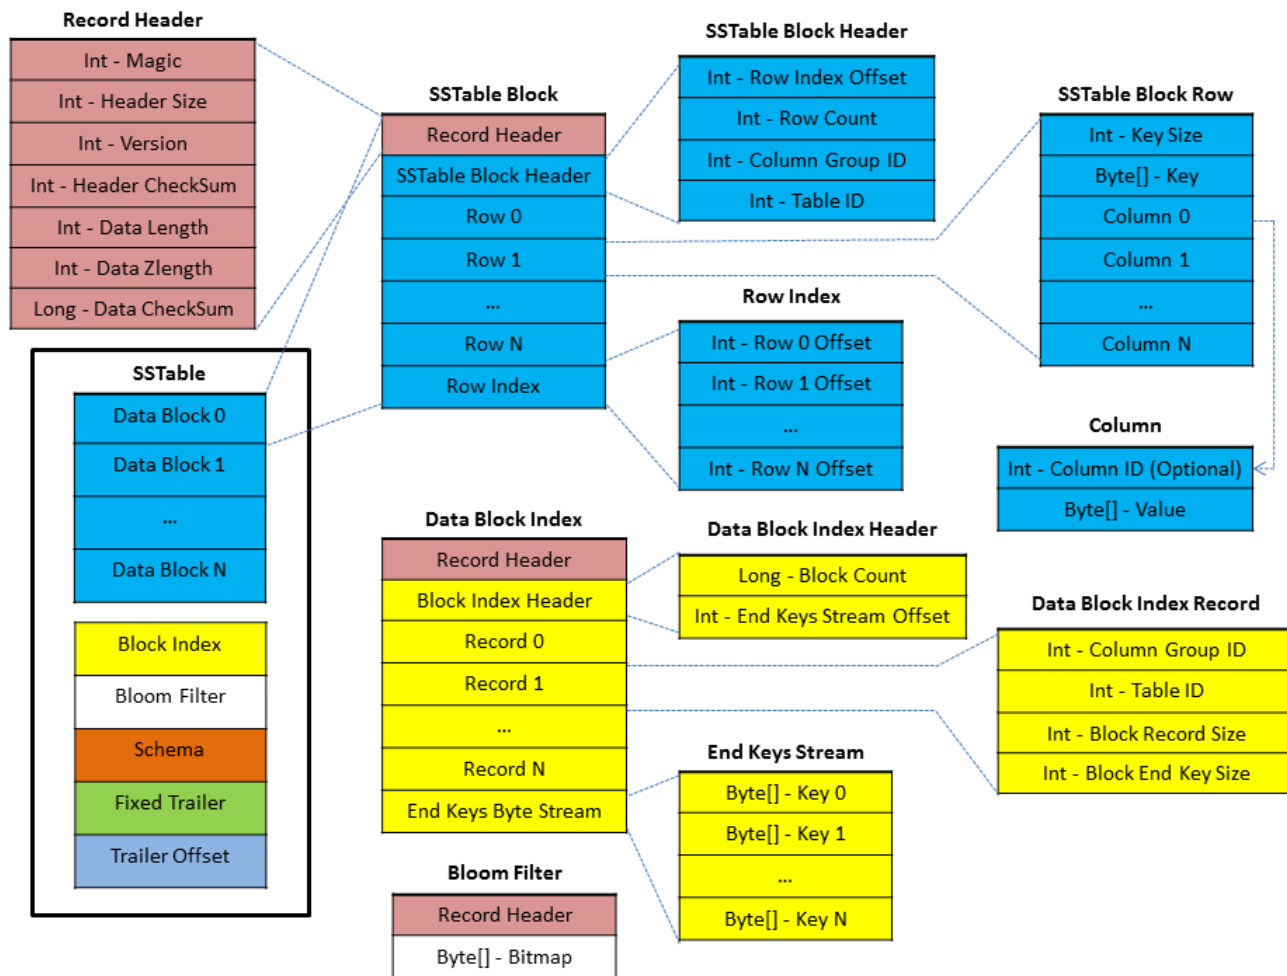 Record Header
Int - Magic
Int - Header Size
Int - Version
Int - Header CheckSum
Int - Data Length
Int - Data Zlength
Long - Data CheckSum
SSTable Block
Record Header
SSTable Block Header
Row 0
Row 1
...
Row N
Row Index
SSTable Block Header
Int - Row Index Offset
Int - Row Count
Int - Column Group ID
Int - Table ID
SSTable Block Row
Int - Key Size
Byte[] - Key
Column 0
Column 1
...
Column N
Row Index
Int - Row 0 Offset
Int - Row 1 Offset
...
Int - Row N Offset
Column
Int - Column ID (Optional)
Byte[] - Value
SSTable
Data Block 0
Data Block 1
...
Data Block N
Block Index
Bloom Filter
Schema
Fixed Trailer
Trailer Offset
Data Block Index
Record Header
Block Index Header
Record 0
Record 1
...
Record N
End Keys Byte Stream
Data Block Index Header
Long - Block Count
Int - End Keys Stream Offset
Data Block Index Record
Int - Column Group ID
Int - Table ID
Int - Block Record Size
Int - Block End Key Size
End Keys Stream
Byte[] - Key 0
Byte[] - Key 1
...
Byte[] - Key N
Bloom Filter
Record Header
Byte[] - Bitmap